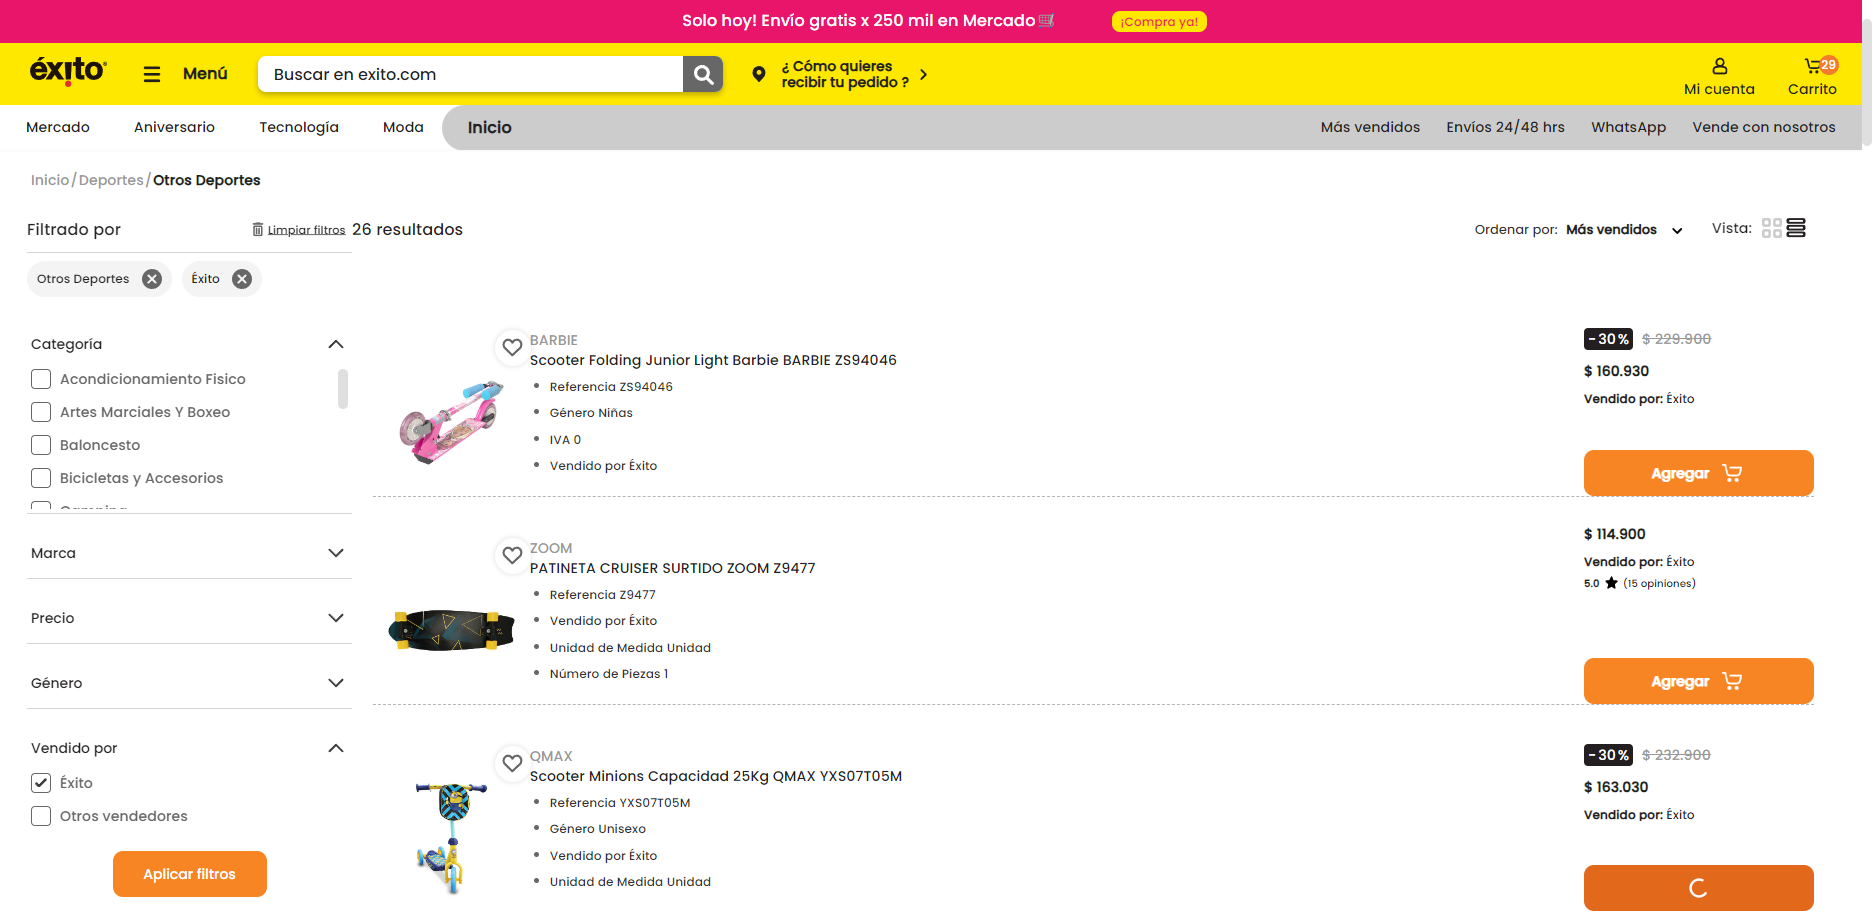 Solo hoy! Envío gratis x 250 mil en Mercado
¡Compra ya!
éxito
Menú
Buscar en exito.com
¿ Cómo quieres
recibir tu pedido ?
Mi cuenta
29
Carrito
Mercado
Aniversario
Tecnología
Moda
Inicio
Más vendidos
Envíos 24/48 hrs
WhatsApp
Vende con nosotros
Inicio/Deportes/Otros Deportes
Filtrado por
Limpiar filtros
26 resultados
Ordenar por: Más vendidos
Vista:
Otros Deportes
Éxito
Categoría
Acondicionamiento Fisico
Artes Marciales Y Boxeo
Baloncesto
Bicicletas y Accesorios
Marca
Precio
Género
Vendido por
Éxito
Otros vendedores
Aplicar filtros
BARBIE
Scooter Folding Junior Light Barbie BARBIE ZS94046
Referencia ZS94046
Género Niñas
IVA 0
Vendido por Éxito
-30% $ 229.900
$ 160.930
Vendido por: Éxito
Agregar
ZOOM
PATINETA CRUISER SURTIDO ZOOM Z9477
Referencia Z9477
Vendido por Éxito
Unidad de Medida Unidad
Número de Piezas 1
$ 114.900
Vendido por: Éxito
5.0 (15 opiniones)
Agregar
QMAX
Scooter Minions Capacidad 25Kg QMAX YXS07T05M
Referencia YXS07T05M
Género Unisexo
Vendido por Éxito
Unidad de Medida Unidad
-30% $ 232.900
$ 163.030
Vendido por: Éxito